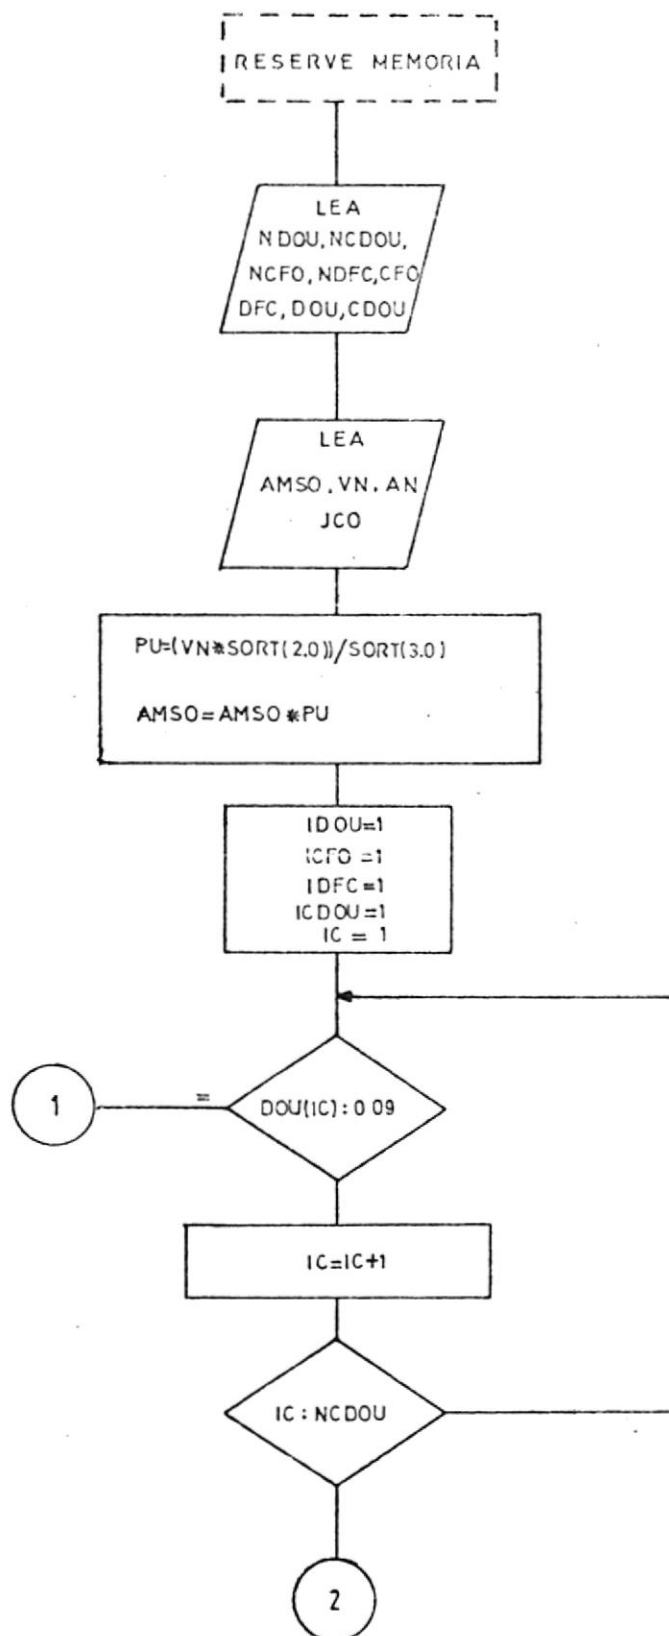 RESERVE MEMORIA
LEA
NDOU, NCDOU,
NCFO, NDFC, CFO
DFC, DOU, CDOU
LEA
AMSO, VN, AN
JCO
PU=(VN*SORT(2.0))/SORT(3.0)
AMSO=AMSO*PU
IDOU=1
ICFO =1
IDFC=1
ICDOU=1
IC = 1
1
=
DOU(IC):0 09
IC=IC+1
IC : NCDOU
2